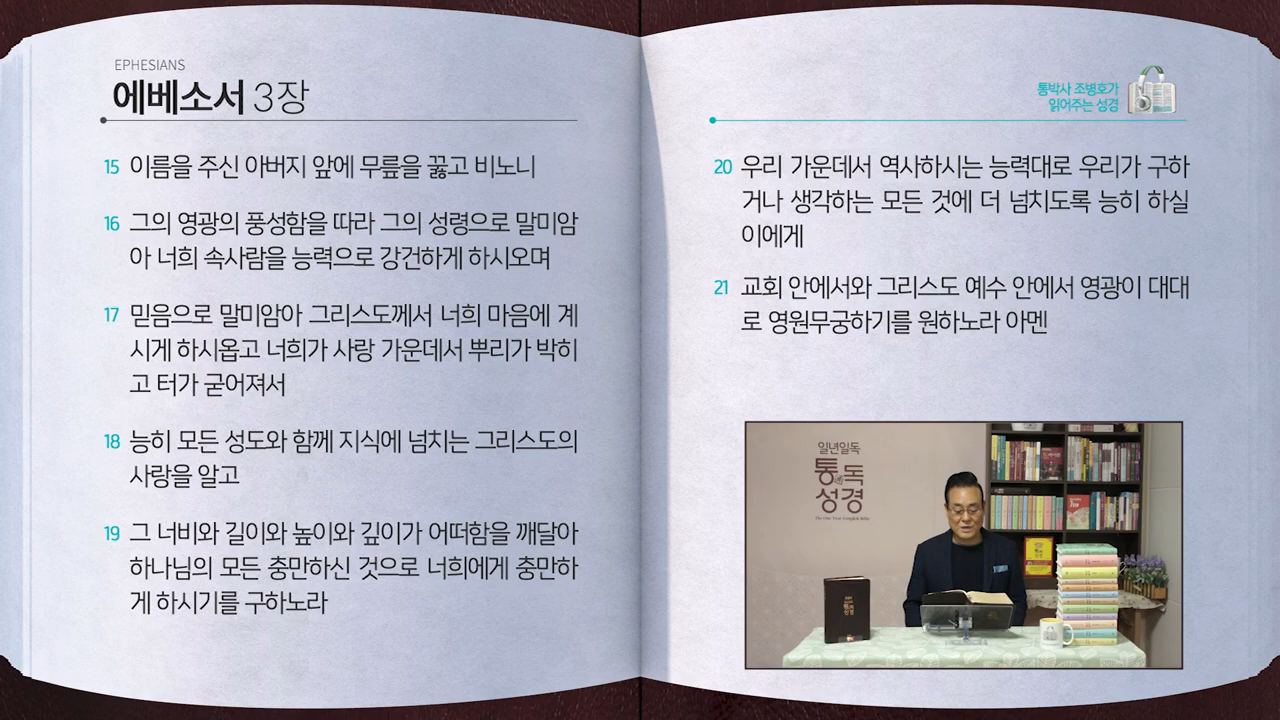 EPHESIANS
에베소서 3장
15 이름을 주신 아버지 앞에 무릎을 꿇고 비노니
16 그의 영광의 풍성함을 따라 그의 성령으로 말미암
아 너희 속사람을 능력으로 강건하게 하시오며
17 믿음으로 말미암아 그리스도께서 너희 마음에 계
시게 하시옵고 너희가 사랑 가운데서 뿌리가 박히
고 터가 굳어져서
18 능히 모든 성도와 함께 지식에 넘치는 그리스도의
사랑을 알고
19 그 너비와 길이와 높이와 깊이가 어떠함을 깨달아
하나님의 모든 충만하신 것으로 너희에게 충만하
게 하시기를 구하노라
통박사 조병호가
읽어주는 성경
20 우리 가운데서 역사하시는 능력대로 우리가 구하
거나 생각하는 모든 것에 더 넘치도록 능히 하실
이에게
21 교회 안에서와 그리스도 예수 안에서 영광이 대대
로 영원무궁하기를 원하노라 아멘
일년일독
통독
성경
The One Year Tongdok Bible
통독
성경